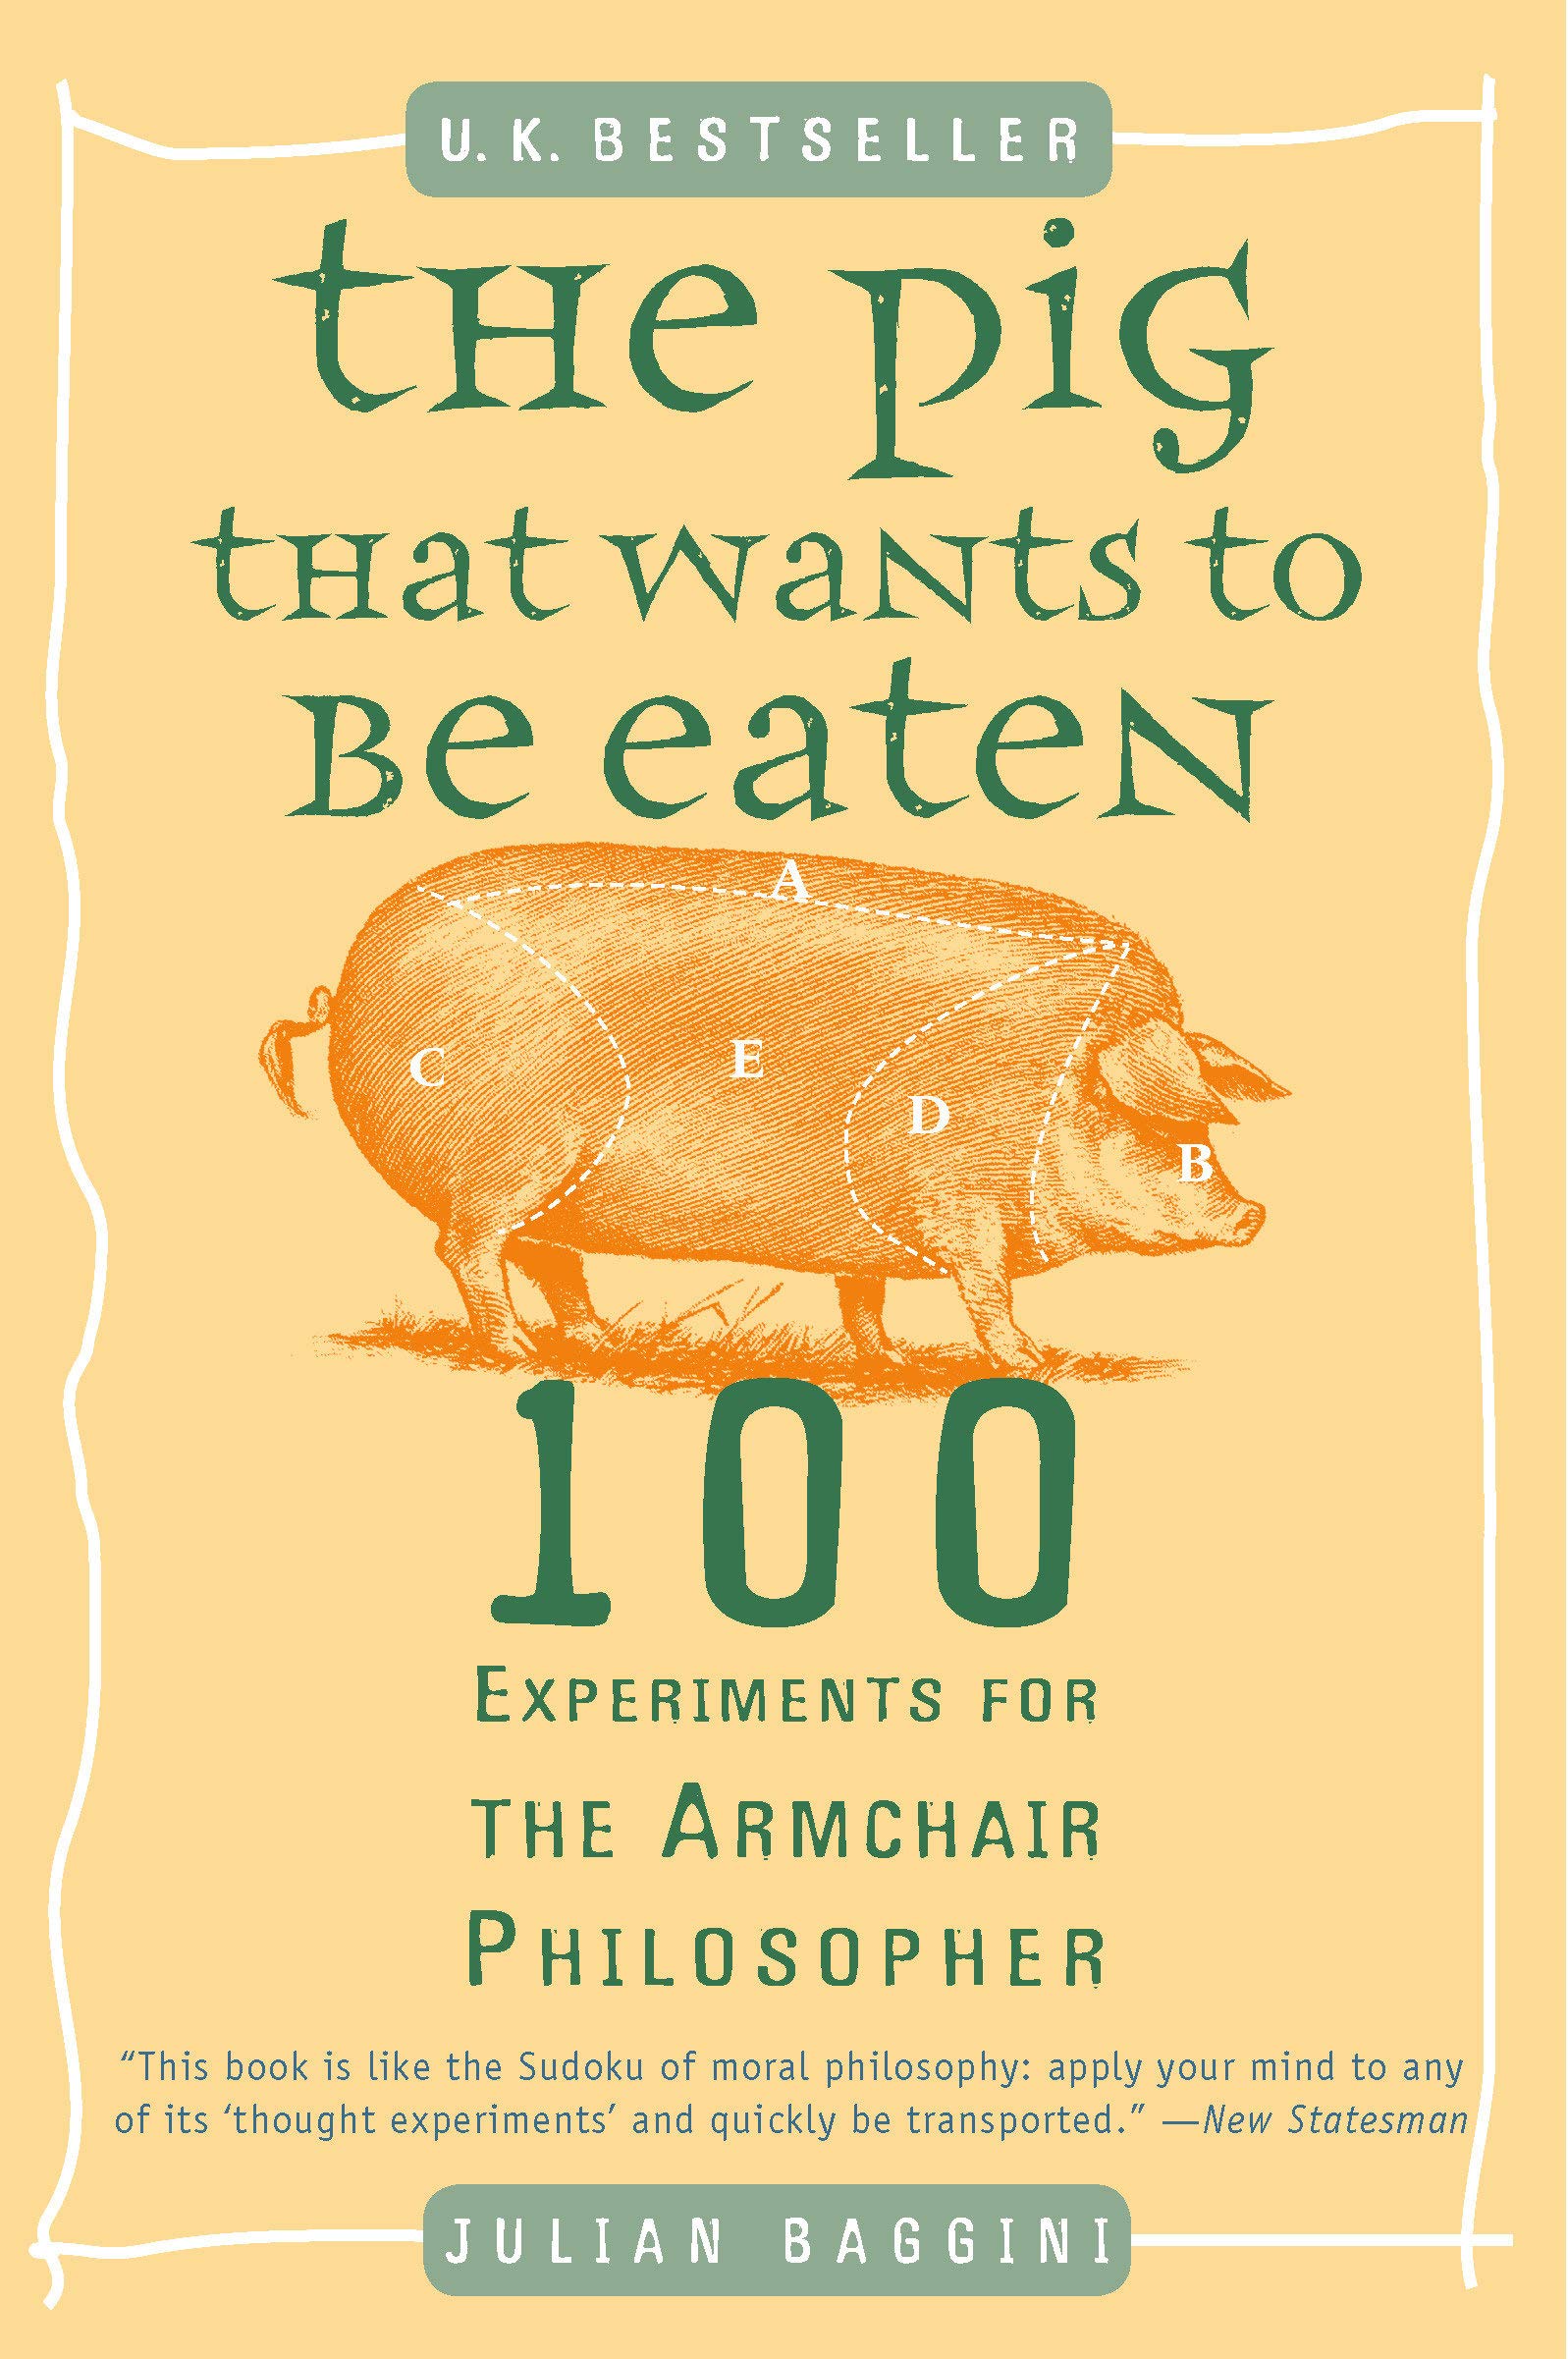 U.K. BESTSELLER
tHe pig
tHat waNts to
Be eateN
A
C
E
D
B
100
EXPERIMENTS FOR
THE ARMCHAIR
PHILOSOPHER
“This book is like the Sudoku of moral philosophy: apply your mind to any
of its ‘thought experiments’ and quickly be transported.” —New Statesman
JULIAN BAGGINI